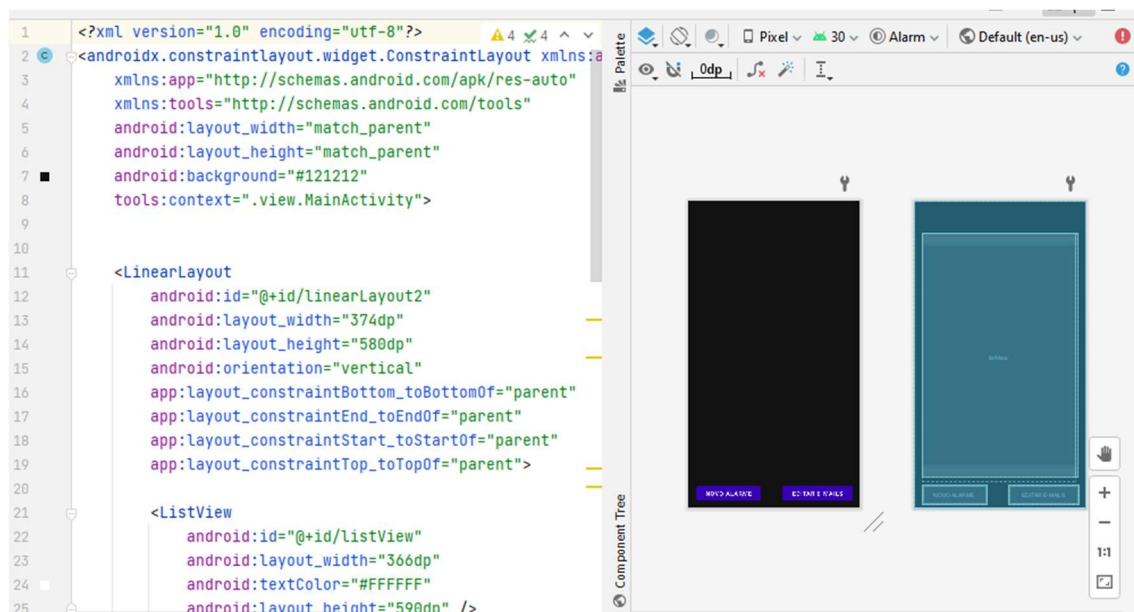 Pixel 30 Alarm Default (en-us)
0dp
Palette
4 4
1 <?xml version="1.0" encoding="utf-8"?>
2 <androidx.constraintlayout.widget.ConstraintLayout xmlns:a
3 xmlns:app="http://schemas.android.com/apk/res-auto"
4 xmlns:tools="http://schemas.android.com/tools"
5 android:layout_width="match_parent"
6 android:layout_height="match_parent"
7 android:background="#121212"
8 tools:context=".view.MainActivity">
9
10
11 <LinearLayout
12 android:id="@+id/linearLayout2"
13 android:layout_width="374dp"
14 android:layout_height="580dp"
15 android:orientation="vertical"
16 app:layout_constraintBottom_toBottomOf="parent"
17 app:layout_constraintEnd_toEndOf="parent"
18 app:layout_constraintStart_toStartOf="parent"
19 app:layout_constraintTop_toTopOf="parent">
20
21 <ListView
22 android:id="@+id/listView"
23 android:layout_width="366dp"
24 android:textColor="#FFFFFF"
25 android:layout_height="590dp" />
Component Tree
NOVO ALARME EDITAR E-MAILS
NOVO ALARME EDITAR E-MAILS
1:1